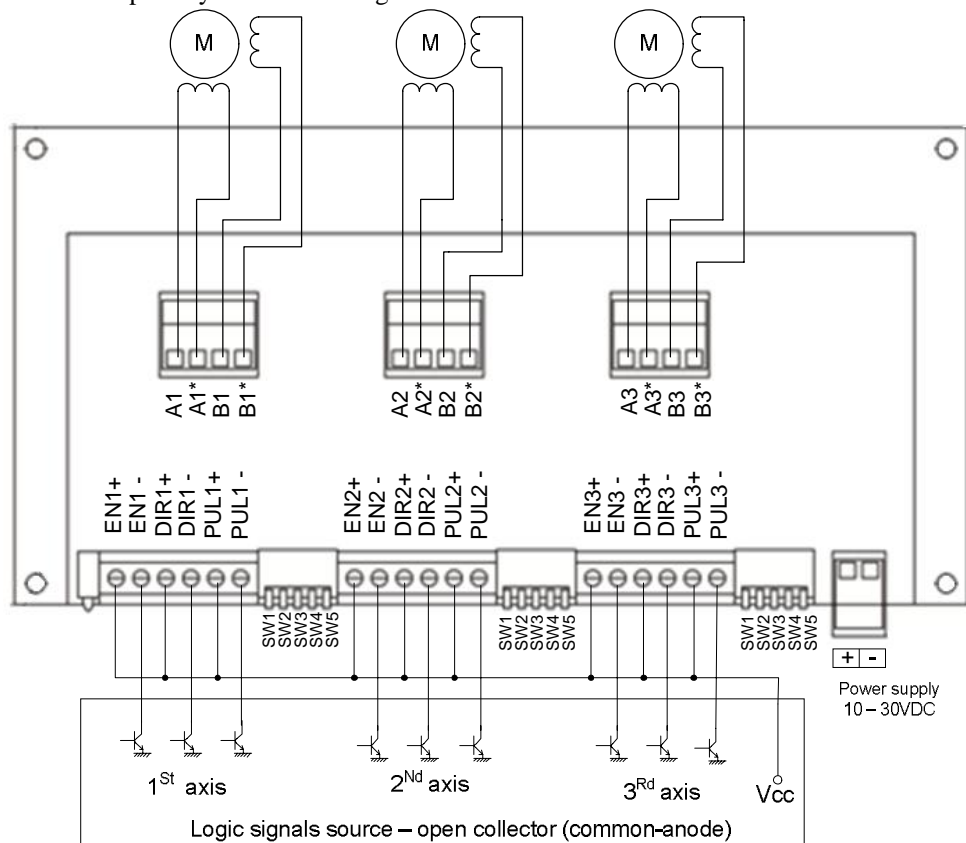 M M M
A1 A1* B1 B1* A2 A2* B2 B2* A3 A3* B3 B3*
EN1+ EN1 - DIR1+ DIR1 - PUL1+ PUL1 - EN2+ EN2 - DIR2+ DIR2 - PUL2+ PUL2 - EN3+ EN3 - DIR3+ DIR3 - PUL3+ PUL3 -
SW1 SW2 SW3 SW4 SW5 SW1 SW2 SW3 SW4 SW5 SW1 SW2 SW3 SW4 SW5
+ -
Power supply
10 – 30VDC
1St axis 2Nd axis 3Rd axis Vcc
Logic signals source – open collector (common-anode)